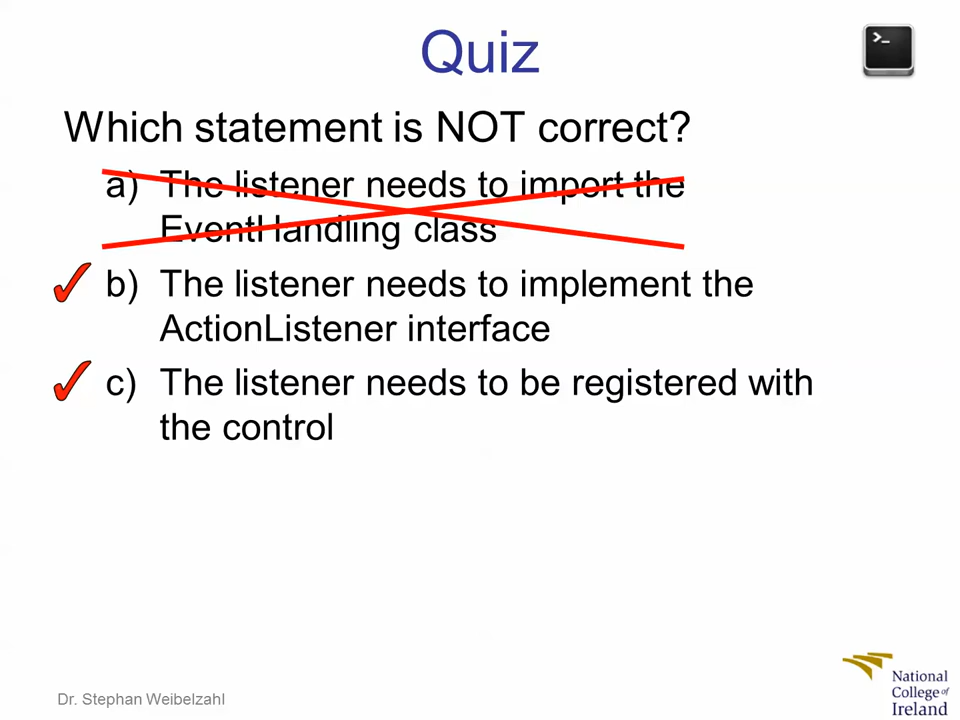 Quiz
>_
Which statement is NOT correct?
a) The listener needs to import the
EventHandling class
b) The listener needs to implement the
ActionListener interface
c) The listener needs to be registered with
the control
Dr. Stephan Weibelzahl
National
College of
Ireland